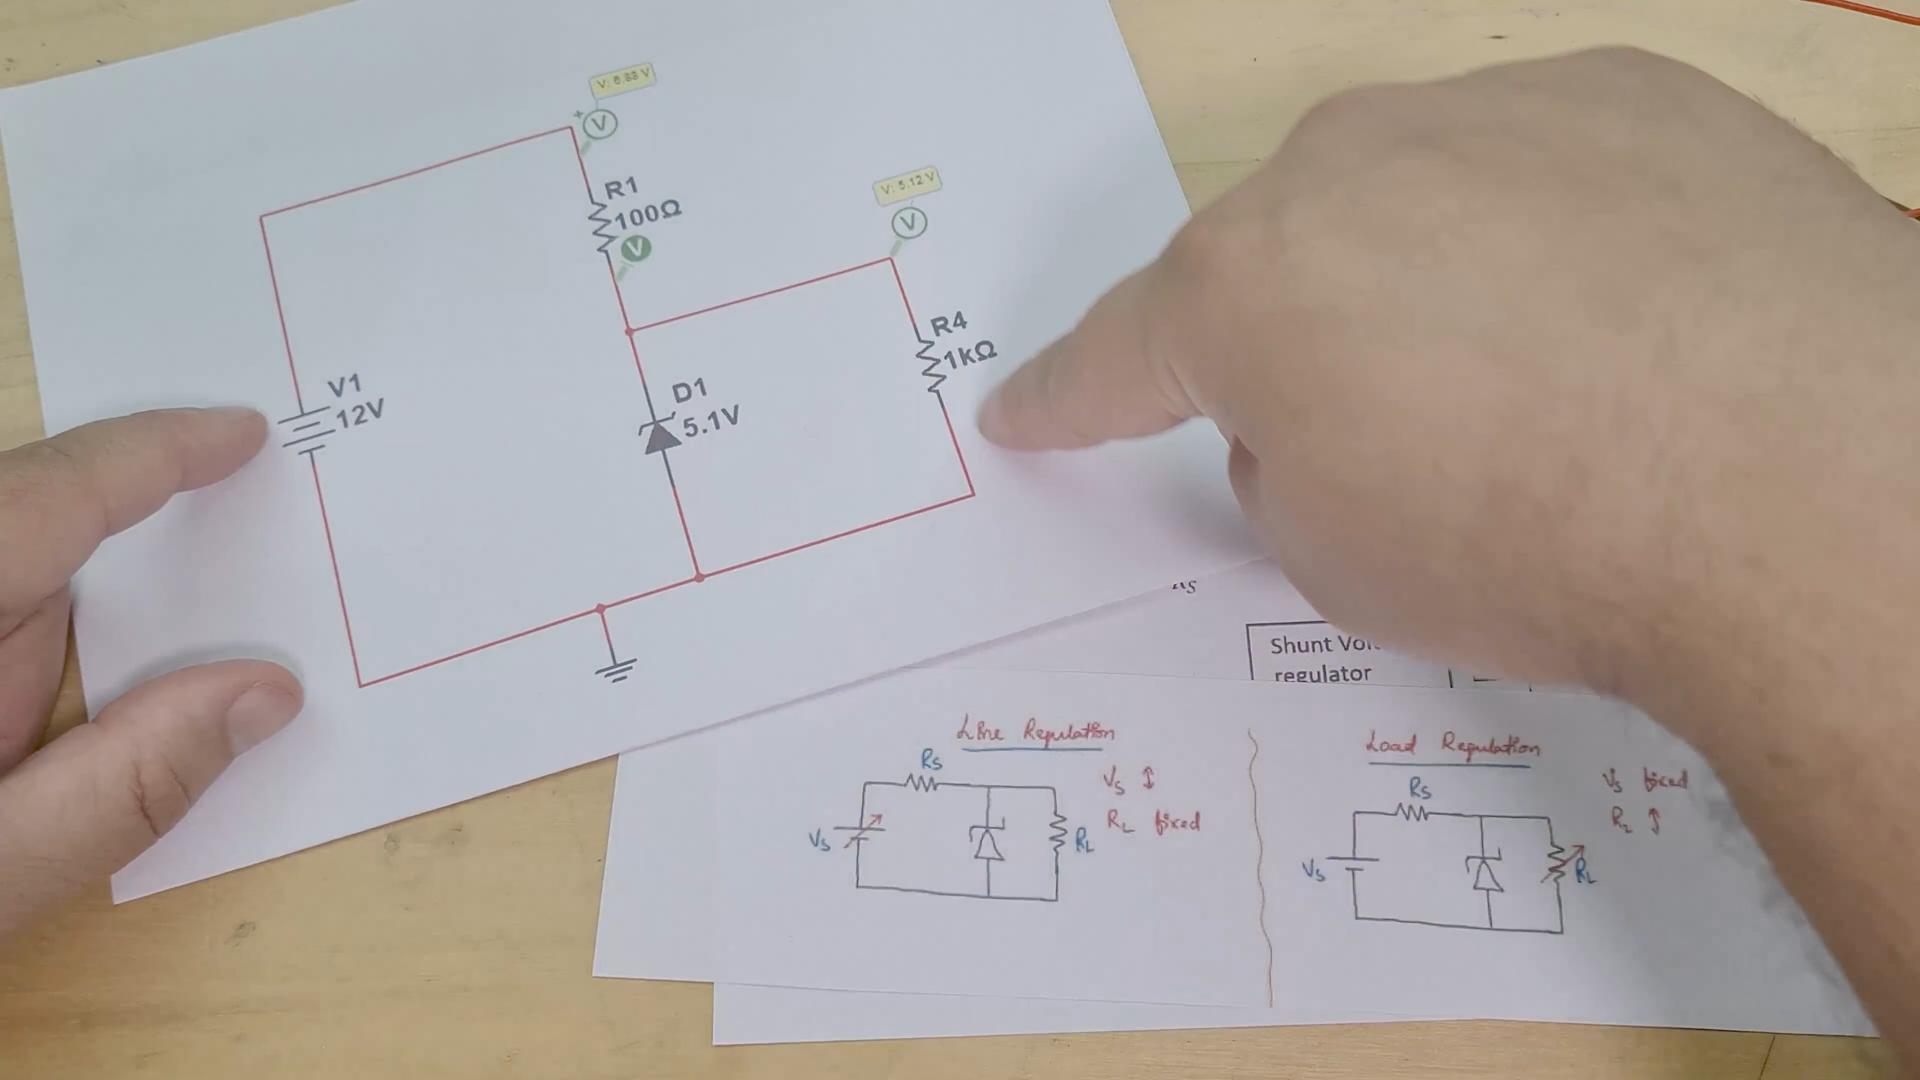 V: 6.88 V
V
R1
100Ω
V
V: 5.12 V
V
R4
1kΩ
V1
12V
D1
5.1V
Shunt
regulator
Line Regulation
Rs
Vs ↕
RL fixed
Vs
RL
Load Regulation
Rs
Vs fixed
RL ↕
Vs
RL